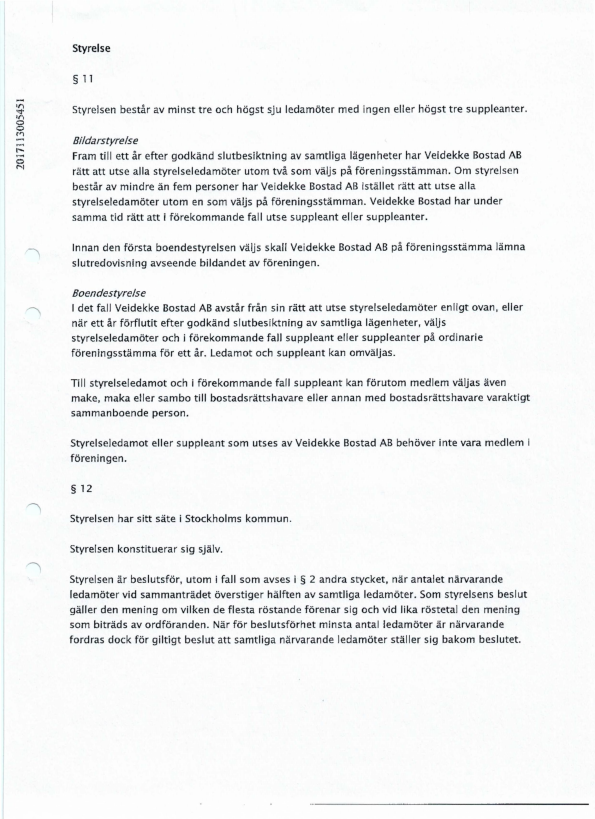 Styrelse
§ 11
2017113005451
Styrelsen består av minst tre och högst sju ledamöter med ingen eller högst tre suppleanter.
Bildarstyrelse
Fram till ett år efter godkänd slutbesiktning av samtliga lägenheter har Veidekke Bostad AB
rätt att utse alla styrelseledamöter utom två som väljs på föreningsstämman. Om styrelsen
består av mindre än fem personer har Veidekke Bostad AB istället rätt att utse alla
styrelseledamöter utom en som väljs på föreningsstämman. Veidekke Bostad har under
samma tid rätt att i förekommande fall utse suppleant eller suppleanter.
Innan den första boendestyrelsen väljs skall Veidekke Bostad AB på föreningsstämma lämna
slutredovisning avseende bildandet av föreningen.
Boendestyrelse
I det fall Veidekke Bostad AB avstår från sin rätt att utse styrelseledamöter enligt ovan, eller
när ett år förflutit efter godkänd slutbesiktning av samtliga lägenheter, väljs
styrelseledamöter och i förekommande fall suppleant eller suppleanter på ordinarie
föreningsstämma för ett år. Ledamot och suppleant kan omväljas.
Till styrelseledamot och i förekommande fall suppleant kan förutom medlem väljas även
make, maka eller sambo till bostadsrättshavare eller annan med bostadsrättshavare varaktigt
sammanboende person.
Styrelseledamot eller suppleant som utses av Veidekke Bostad AB behöver inte vara medlem i
föreningen.
§ 12
Styrelsen har sitt säte i Stockholms kommun.
Styrelsen konstituerar sig själv.
Styrelsen är beslutsför, utom i fall som avses i § 2 andra stycket, när antalet närvarande
ledamöter vid sammanträdet överstiger hälften av samtliga ledamöter. Som styrelsens beslut
gäller den mening om vilken de flesta röstande förenar sig och vid lika röstetal den mening
som biträds av ordföranden. När för beslutsförhet minsta antal ledamöter är närvarande
fordras dock för giltigt beslut att samtliga närvarande ledamöter ställer sig bakom beslutet.